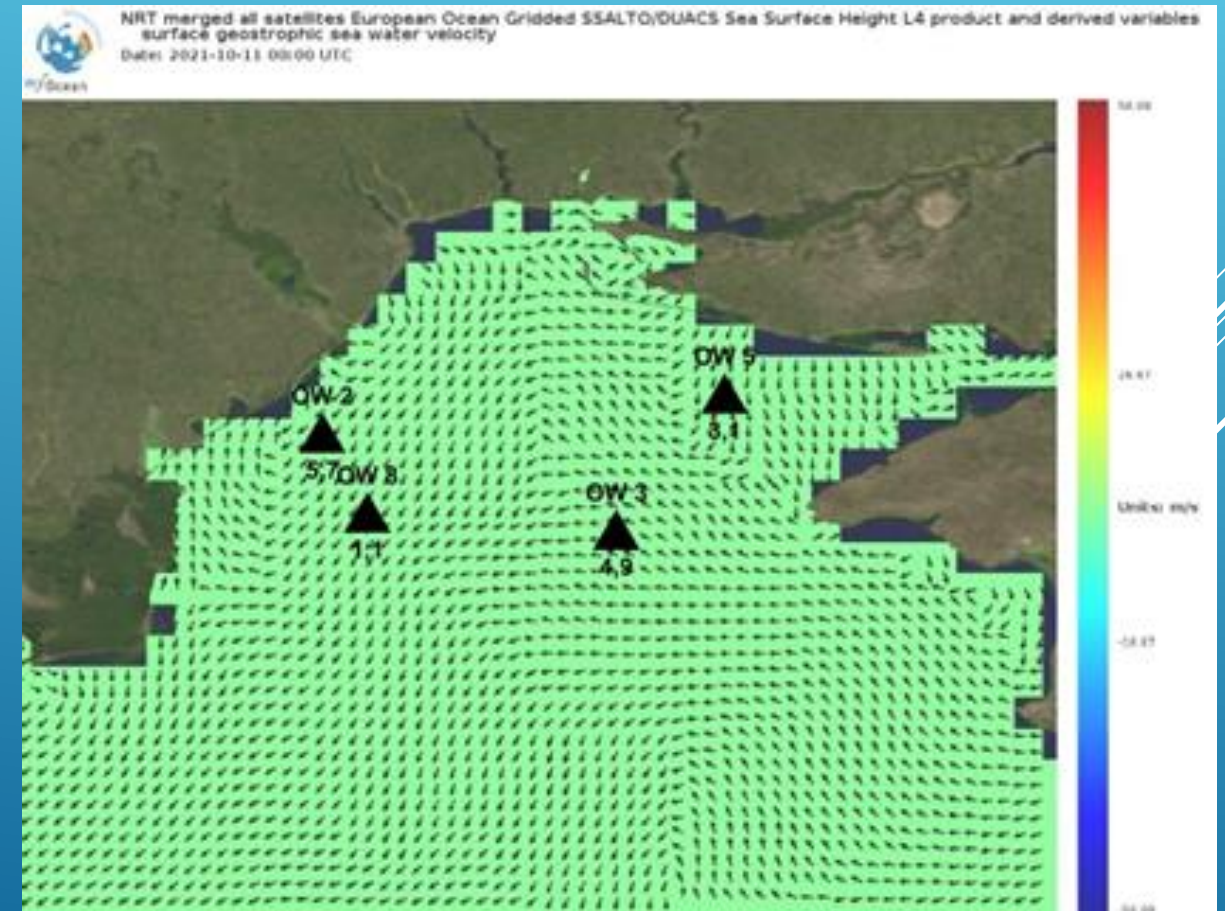 NRT merged all satellites European Ocean Gridded SSALTO/DUACS Sea Surface Height L4 product and derived variables
surface geostrophic sea water velocity
Date: 2021-10-11 00:00 UTC
OW 5
3,1
OW 2
5,7
OW 8
1,1
OW 3
4,9
Units: m/s